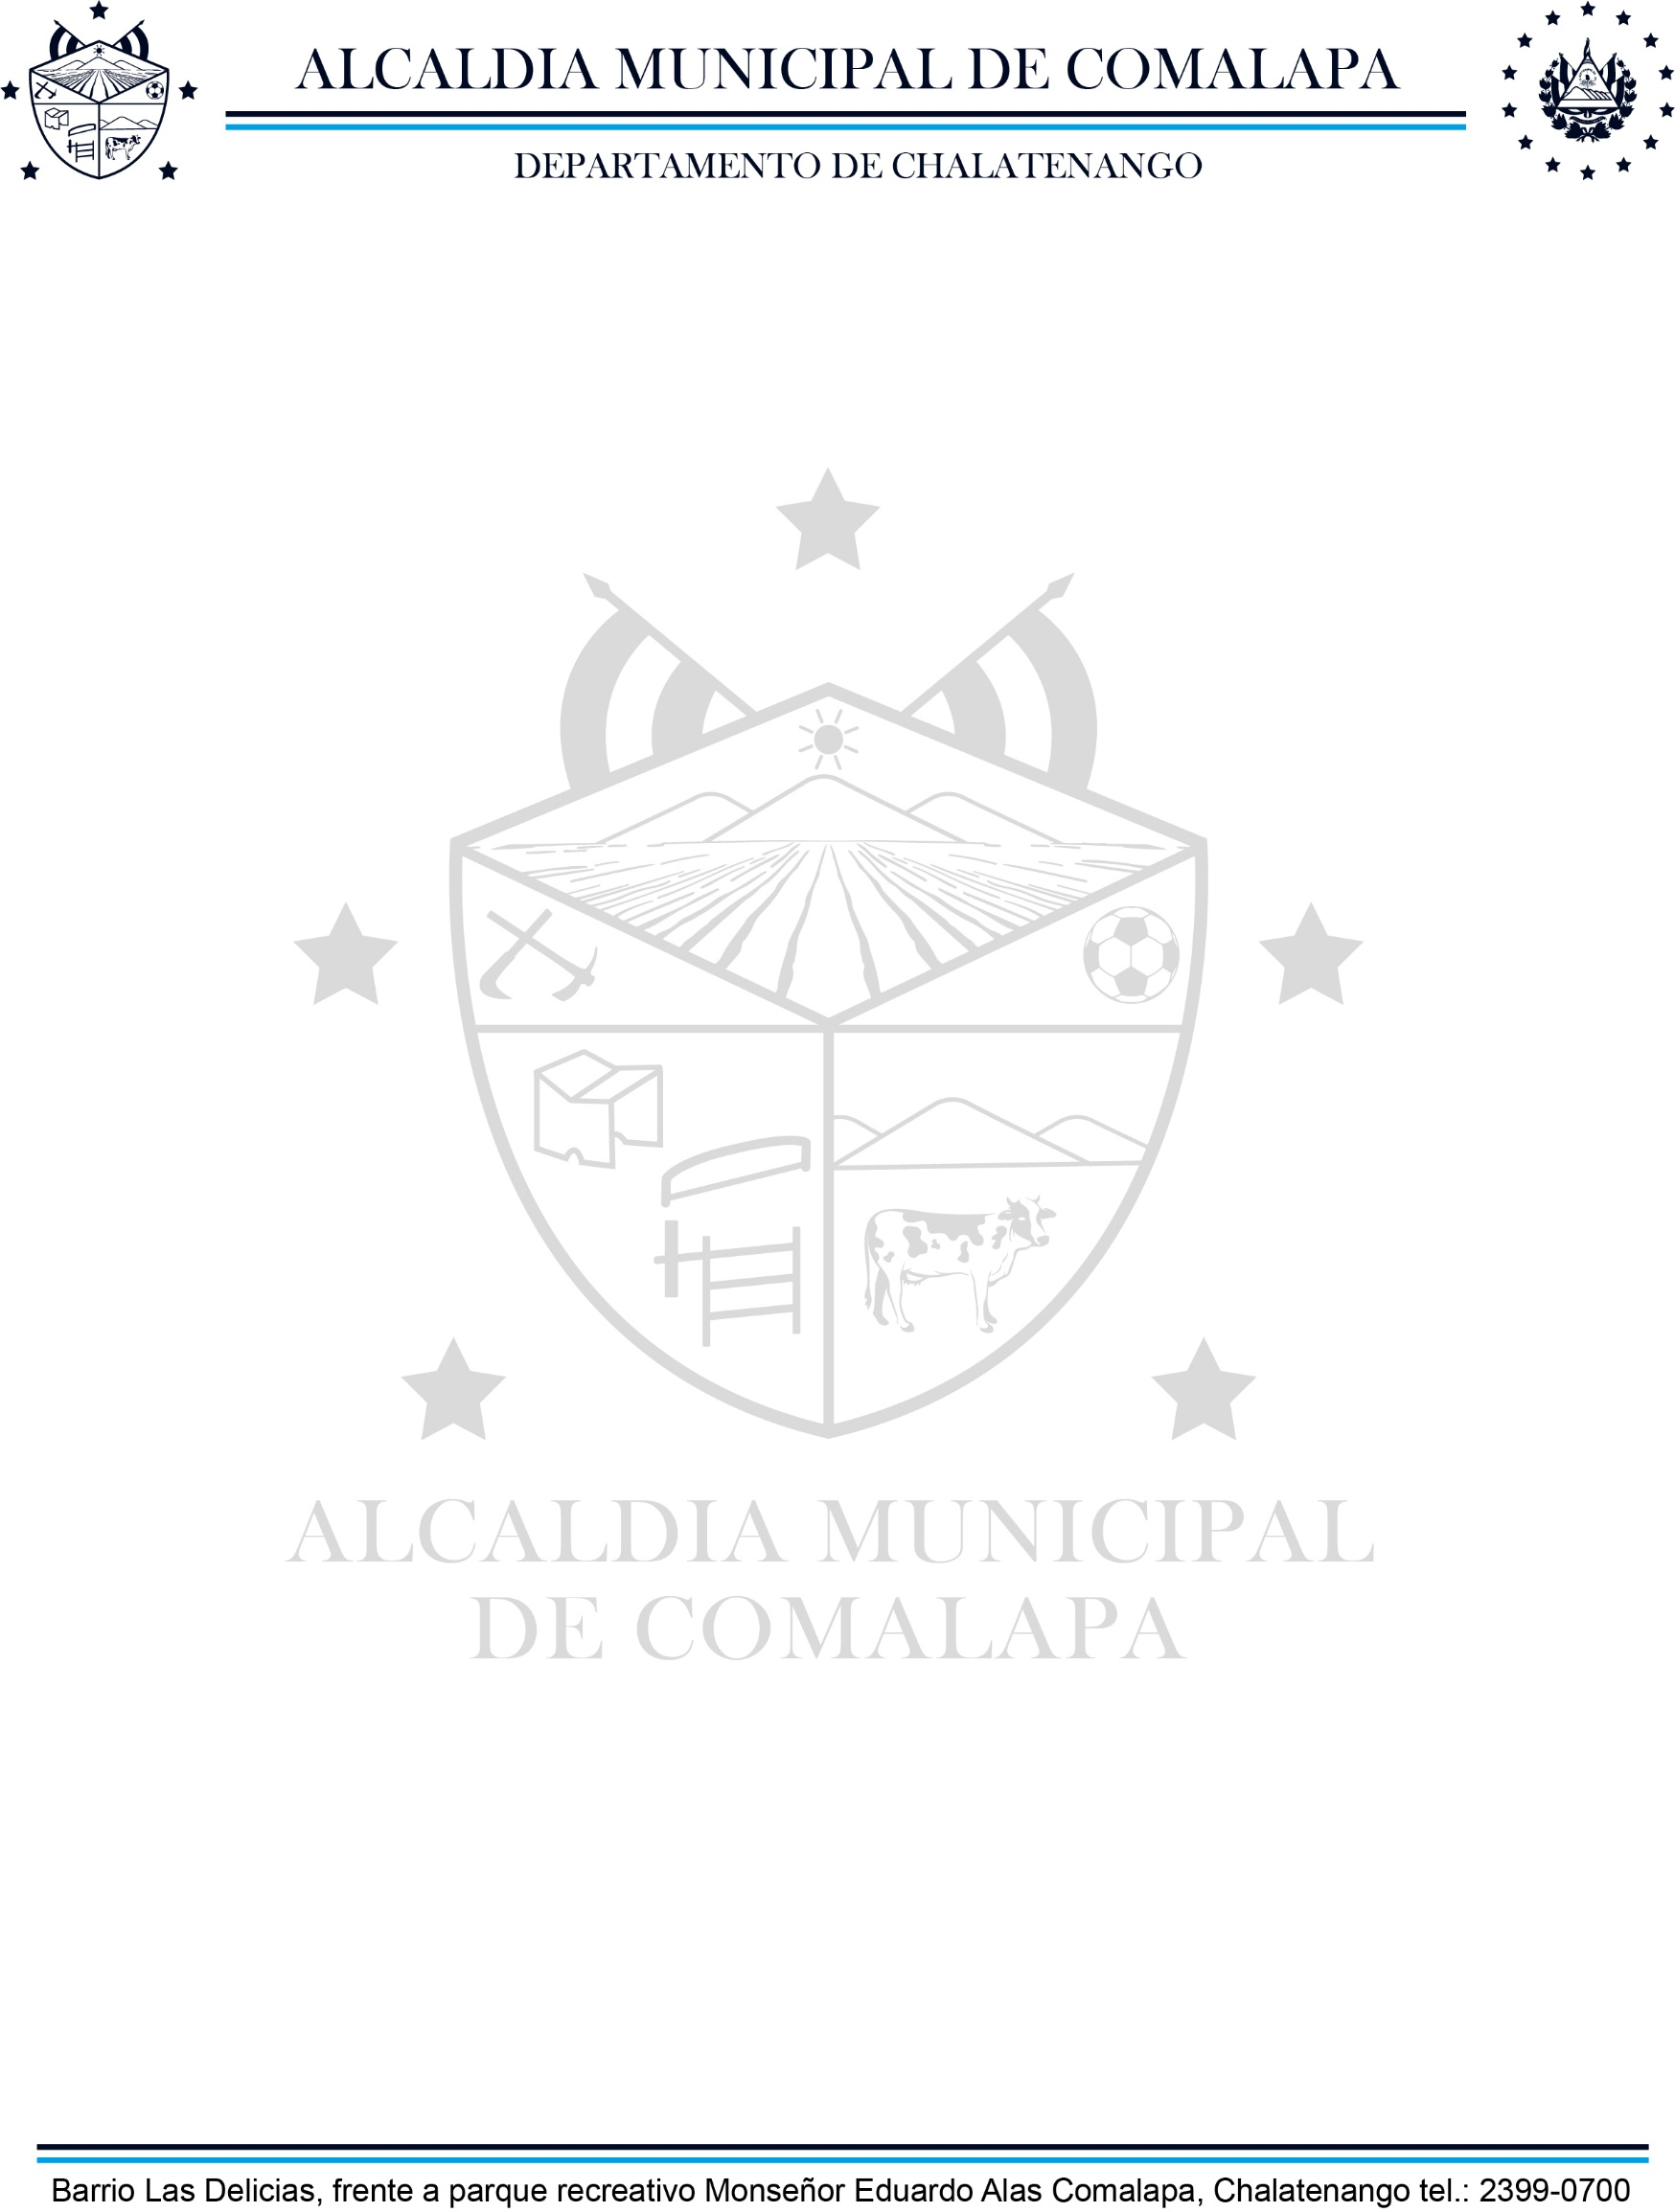 ALCALDIA MUNICIPAL DE COMALAPA
DEPARTAMENTO DE CHALATENANGO
ALCALDIA MUNICIPAL
DE COMALAPA
Barrio Las Delicias, frente a parque recreativo Monseñor Eduardo Alas Comalapa, Chalatenango tel.: 2399-0700